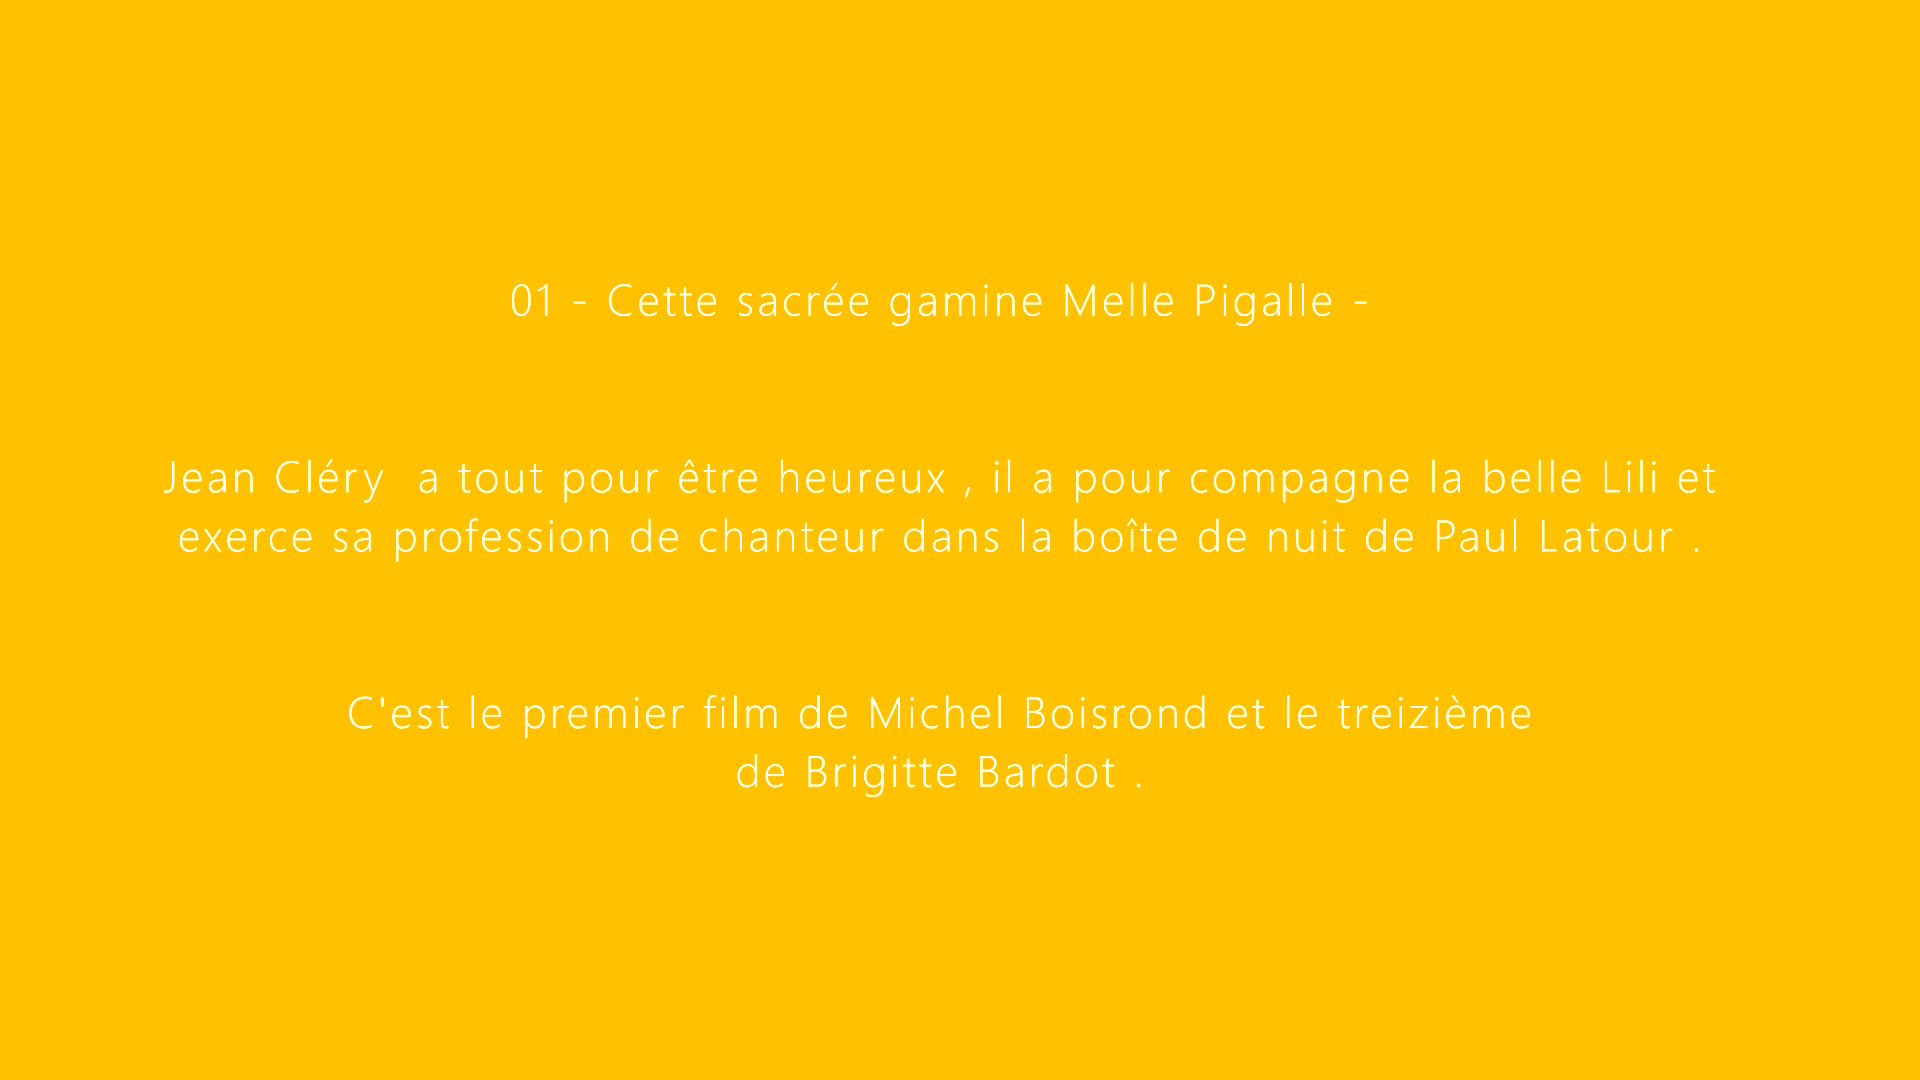 01 - Cette sacrée gamine Melle Pigalle -
Jean Cléry  a tout pour être heureux , il a pour compagne la belle Lili et
exerce sa profession de chanteur dans la boîte de nuit de Paul Latour .
C'est le premier film de Michel Boisrond et le treizième
de Brigitte Bardot .